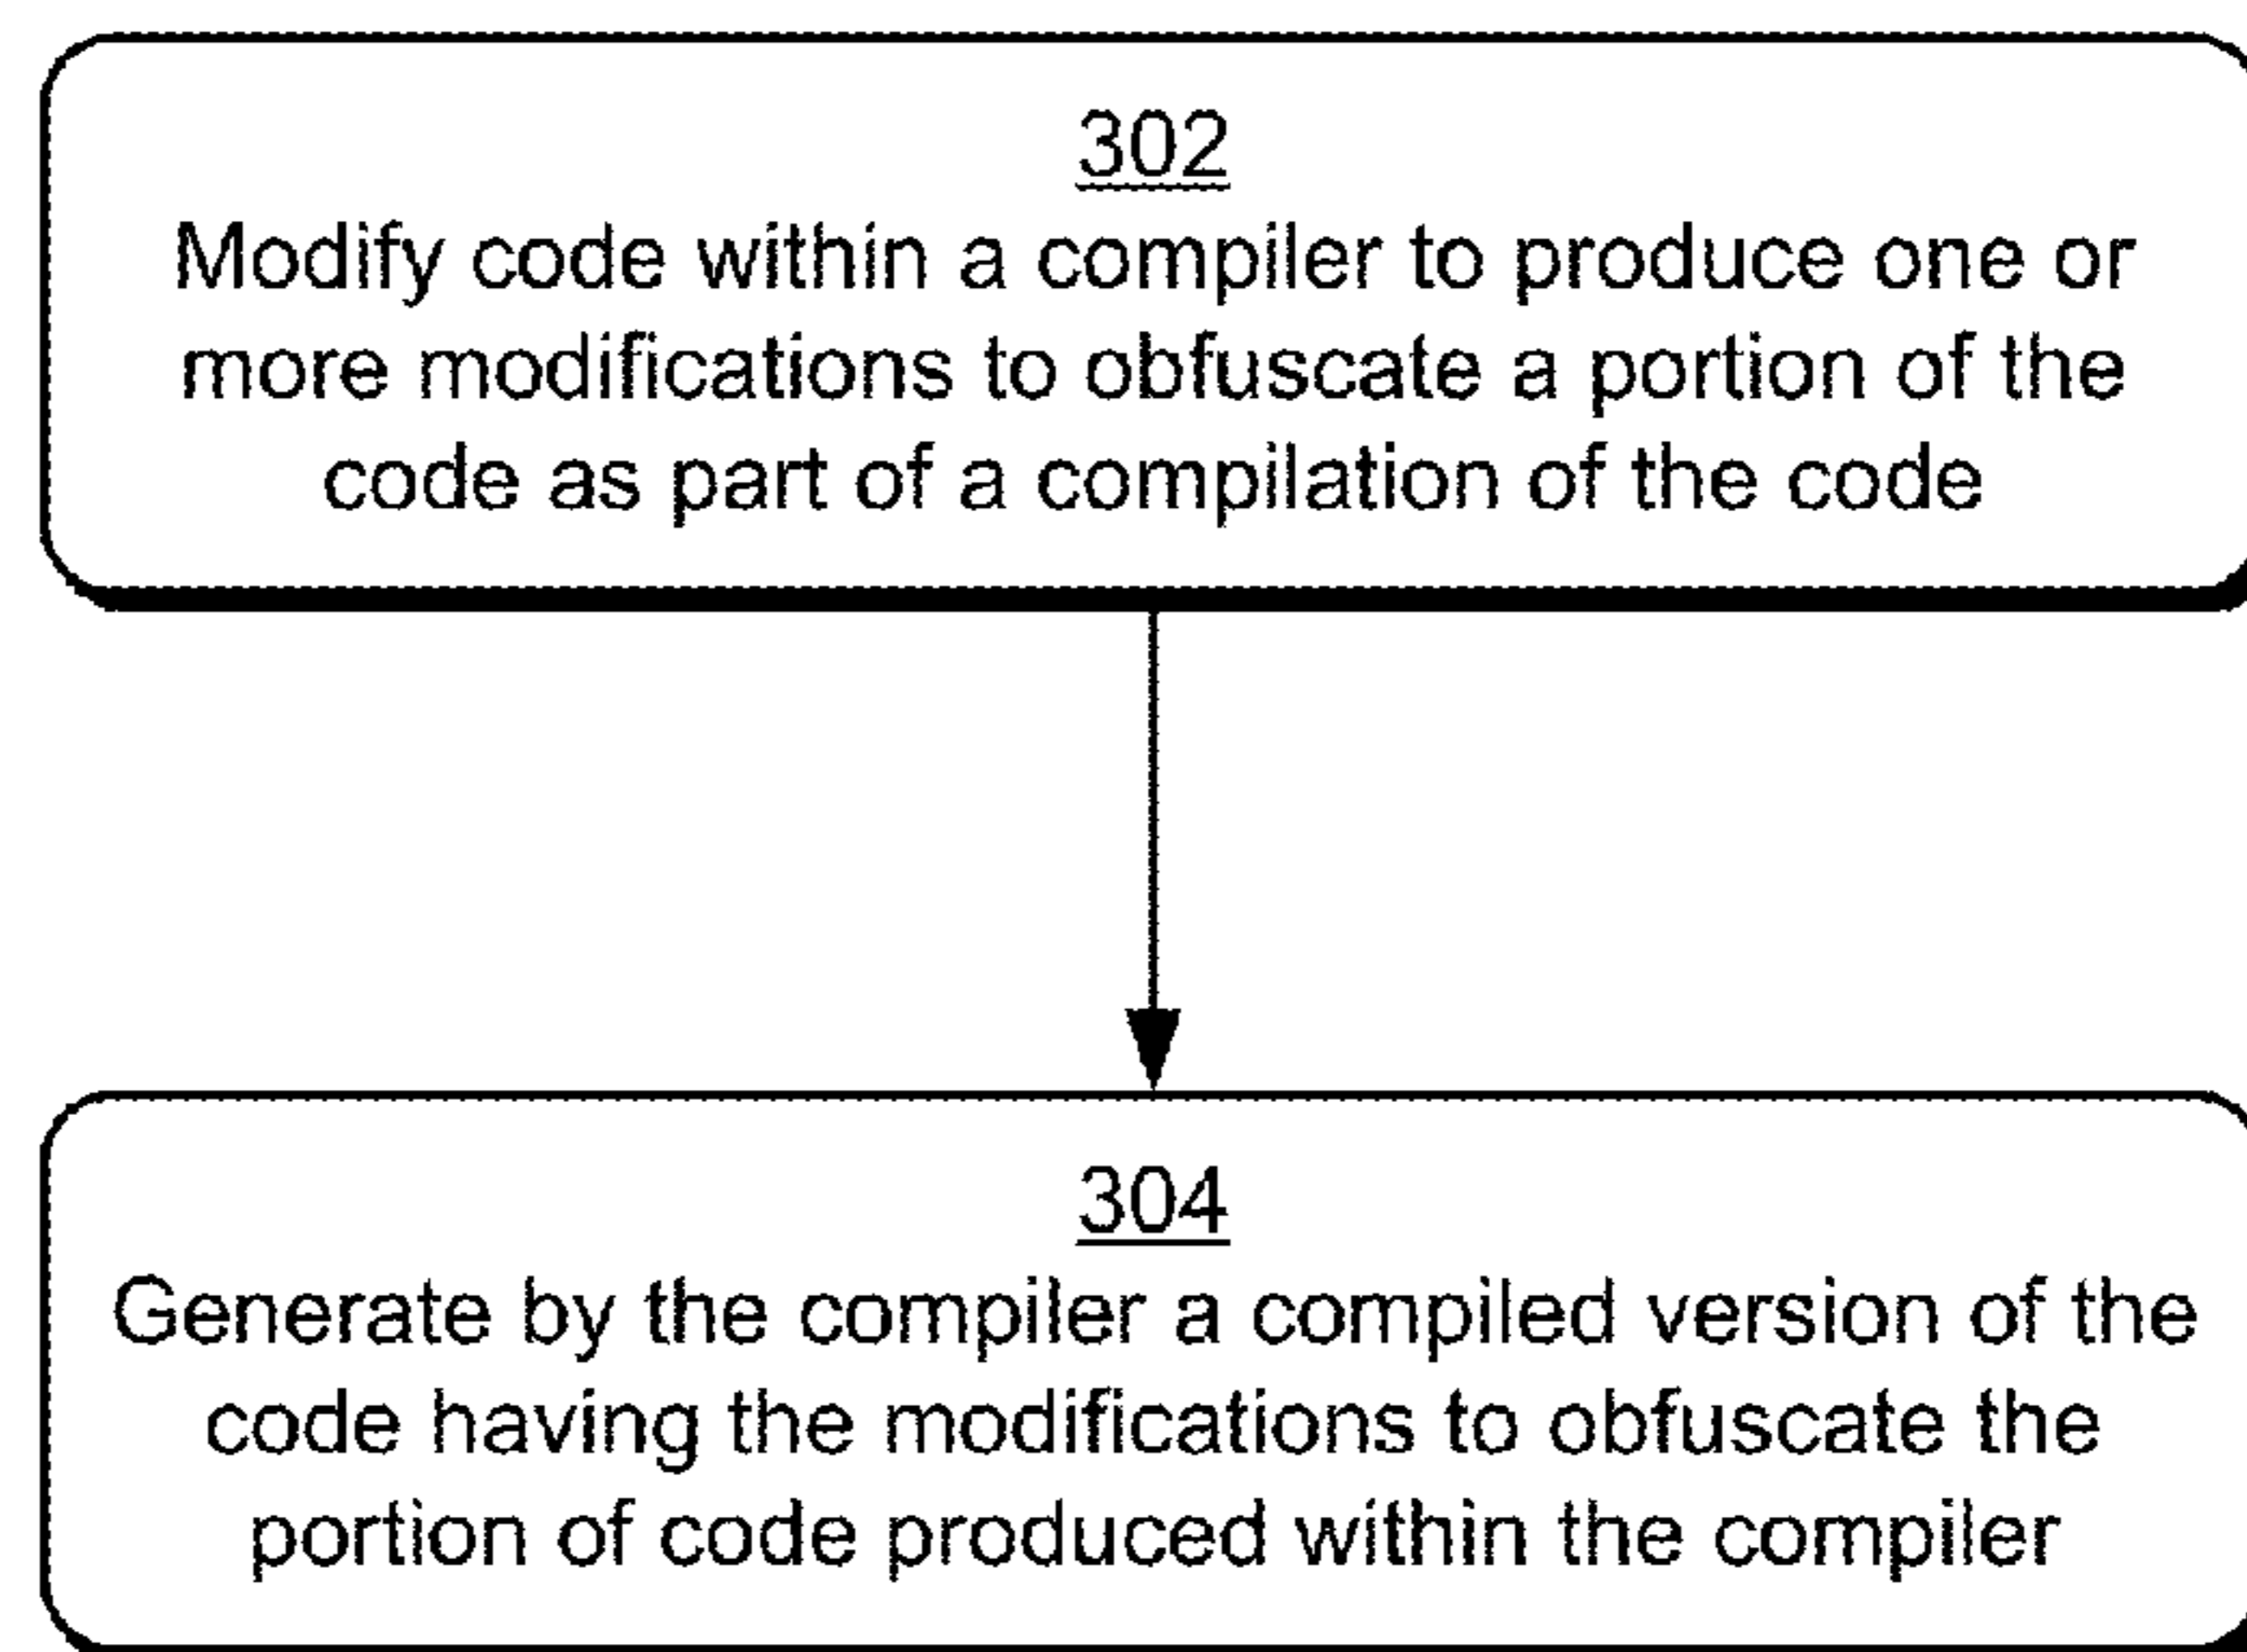 302
Modify code within a compiler to produce one or
more modifications to obfuscate a portion of the
code as part of a compilation of the code
304
Generate by the compiler a compiled version of the
code having the modifications to obfuscate the
portion of code produced within the compiler